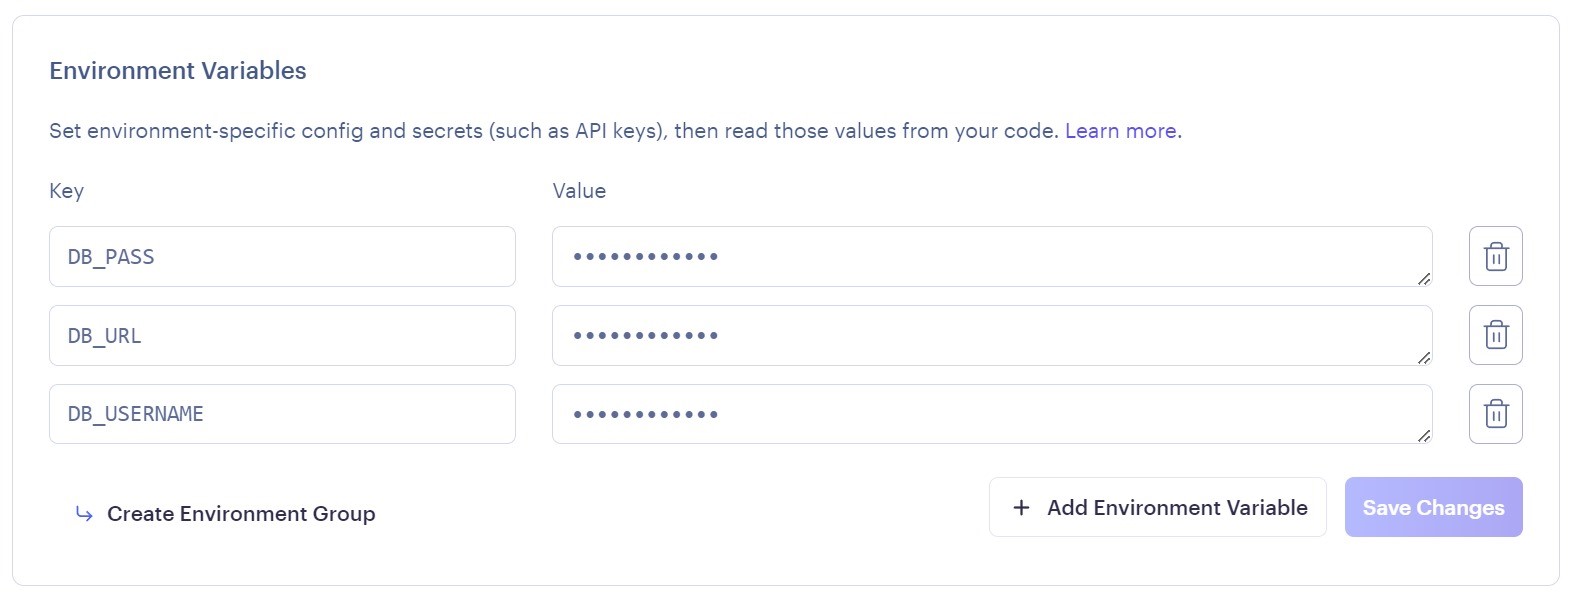 Environment Variables
Set environment-specific config and secrets (such as API keys), then read those values from your code. Learn more.
Key Value
DB_PASS ••••••••••••
DB_URL ••••••••••••
DB_USERNAME ••••••••••••
Create Environment Group + Add Environment Variable Save Changes